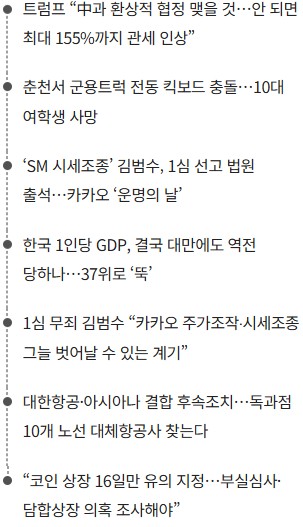 트럼프 “中과 환상적 협정 맺을 것…안 되면
최대 155%까지 관세 인상”
춘천서 군용트럭 전동 킥보드 충돌…10대
여학생 사망
‘SM 시세조종’ 김범수, 1심 선고 법원
출석…카카오 ‘운명의 날’
한국 1인당 GDP, 결국 대만에도 역전
당하나…37위로 ‘뚝’
1심 무죄 김범수 “카카오 주가조작·시세조종
그늘 벗어날 수 있는 계기”
대한항공·아시아나 결합 후속조치…독과점
10개 노선 대체항공사 찾는다
“코인 상장 16일만 유의 지정…부실심사·
담합상장 의혹 조사해야”